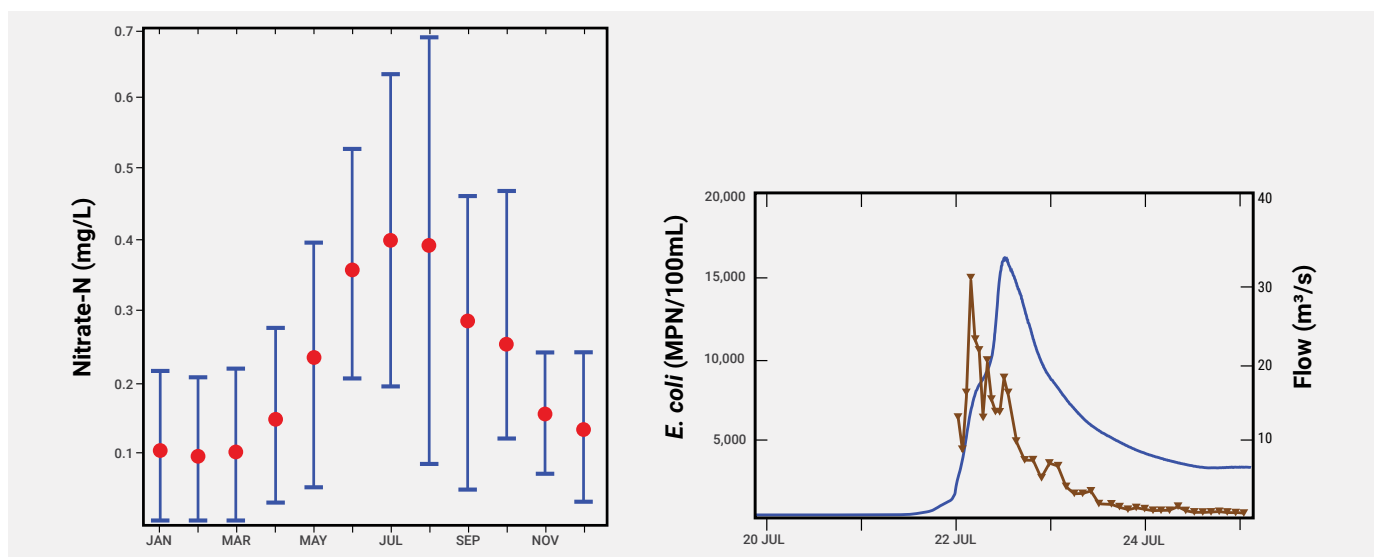 Nitrate-N (mg/L)
0.7
0.6
0.5
0.4
0.3
0.2
0.1
JAN
MAR
MAY
JUL
SEP
NOV
E. coli (MPN/100mL)
20,000
15,000
10,000
5,000
20 JUL
22 JUL
24 JUL
40
30
20
10
Flow (m³/s)